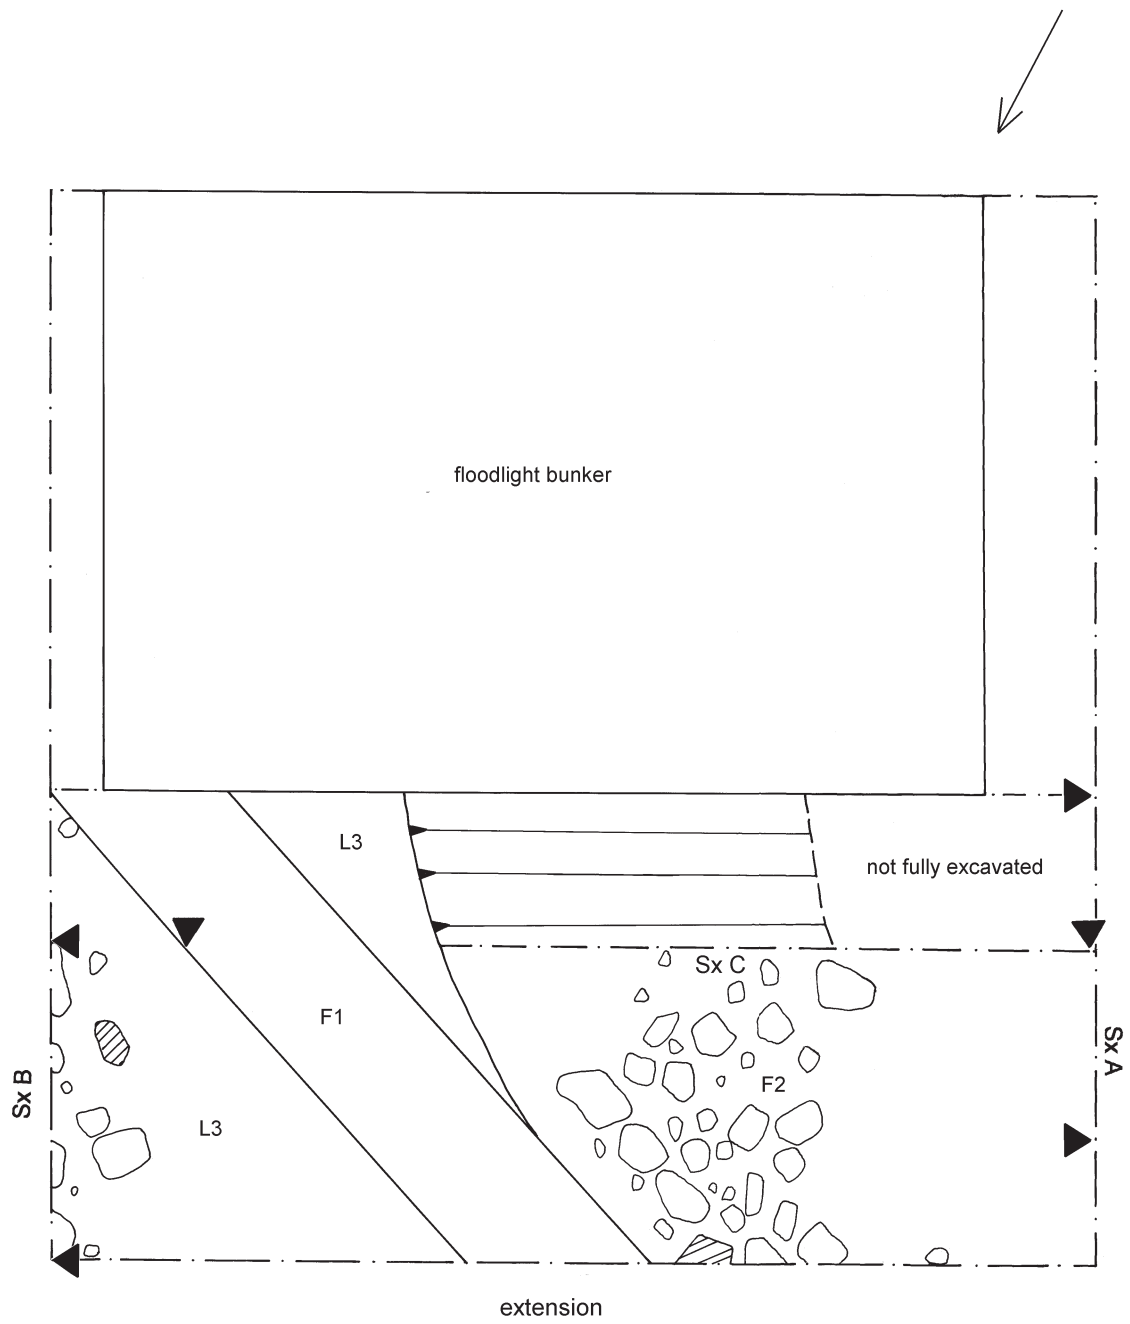 floodlight bunker
L3
not fully excavated
Sx C
F1
Sx A
F2
Sx B
L3
extension